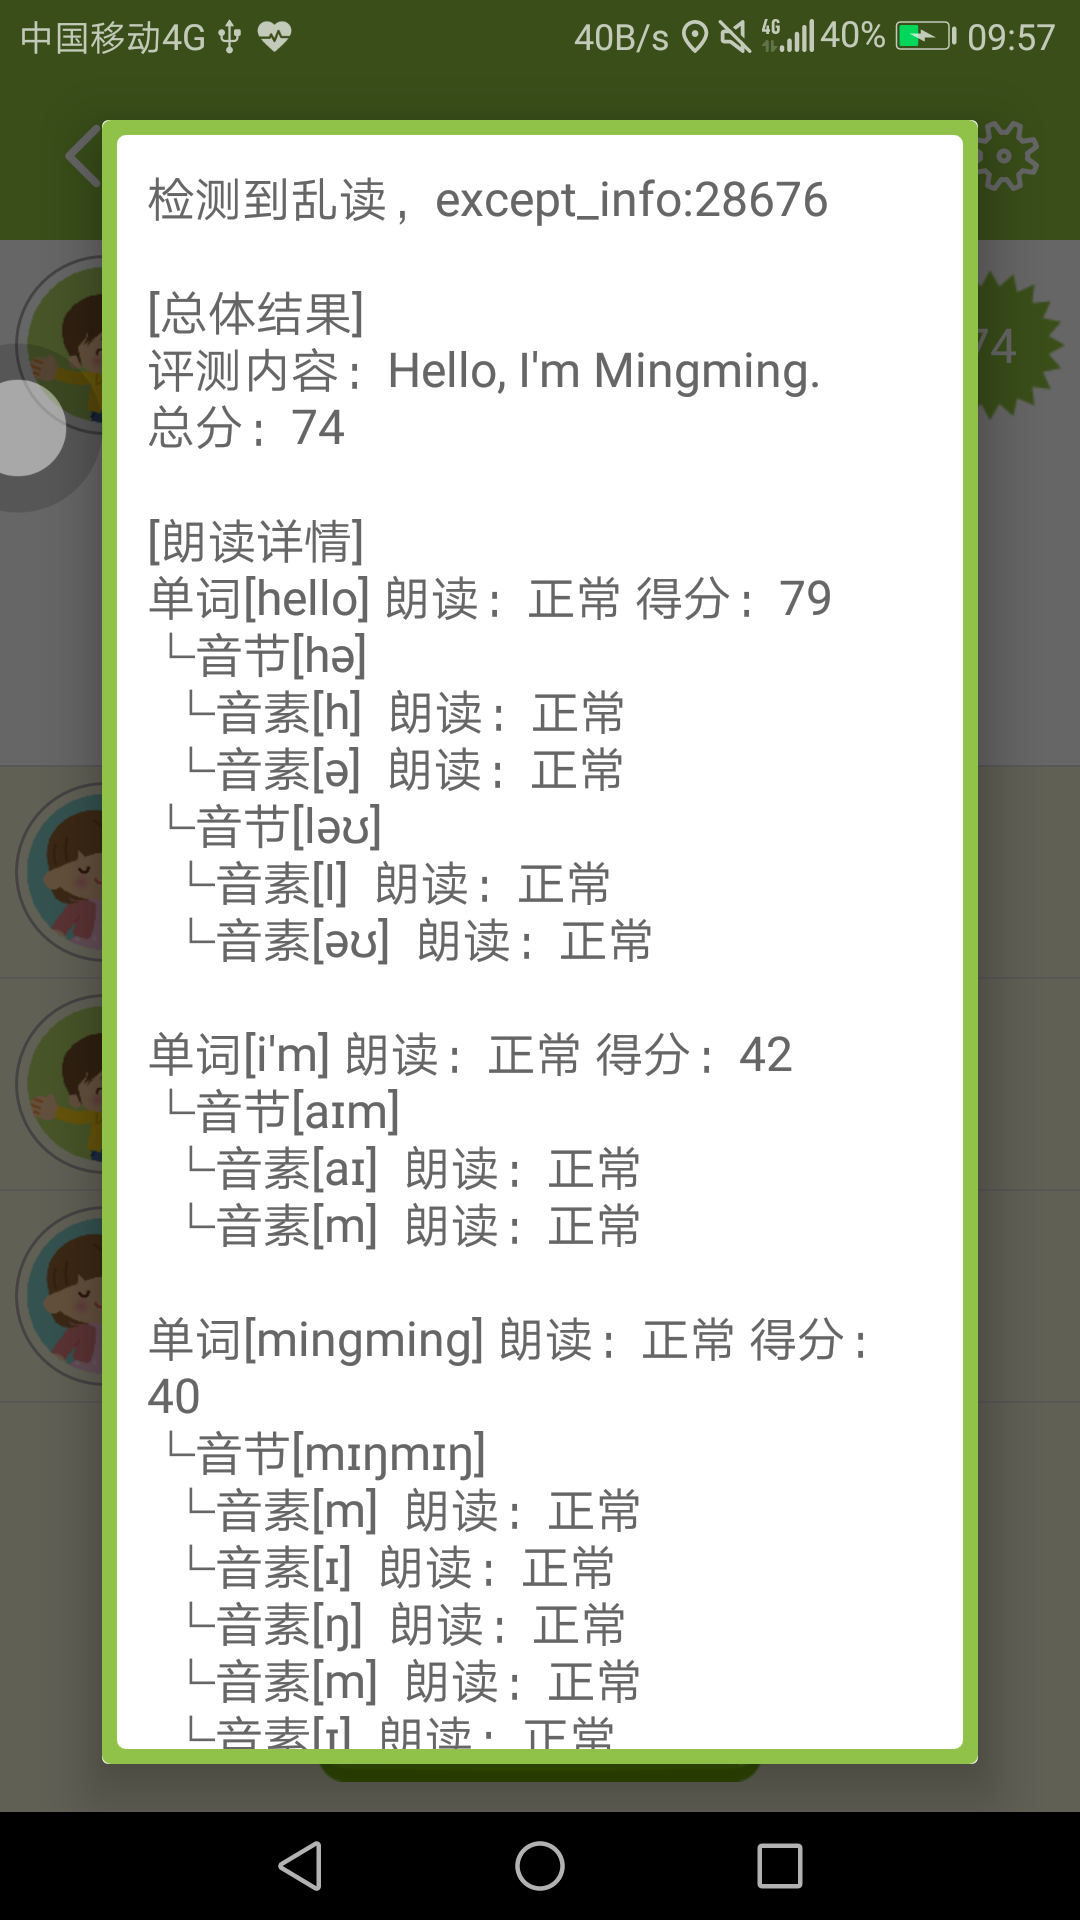 中国移动4G 40B/s 4G 40% 09:57
检测到乱读，except_info:28676
[总体结果]
评测内容：Hello, I'm Mingming.
总分：74
74
[朗读详情]
单词[hello] 朗读：正常 得分：79
└音节[hə]
└音素[h] 朗读：正常
└音素[ə] 朗读：正常
└音节[ləʊ]
└音素[l] 朗读：正常
└音素[əʊ] 朗读：正常
单词[i'm] 朗读：正常 得分：42
└音节[aɪm]
└音素[aɪ] 朗读：正常
└音素[m] 朗读：正常
单词[mingming] 朗读：正常 得分：
40
└音节[mɪŋmɪŋ]
└音素[m] 朗读：正常
└音素[ɪ] 朗读：正常
└音素[ŋ] 朗读：正常
└音素[m] 朗读：正常
└音素[ɪ] 朗读：正常